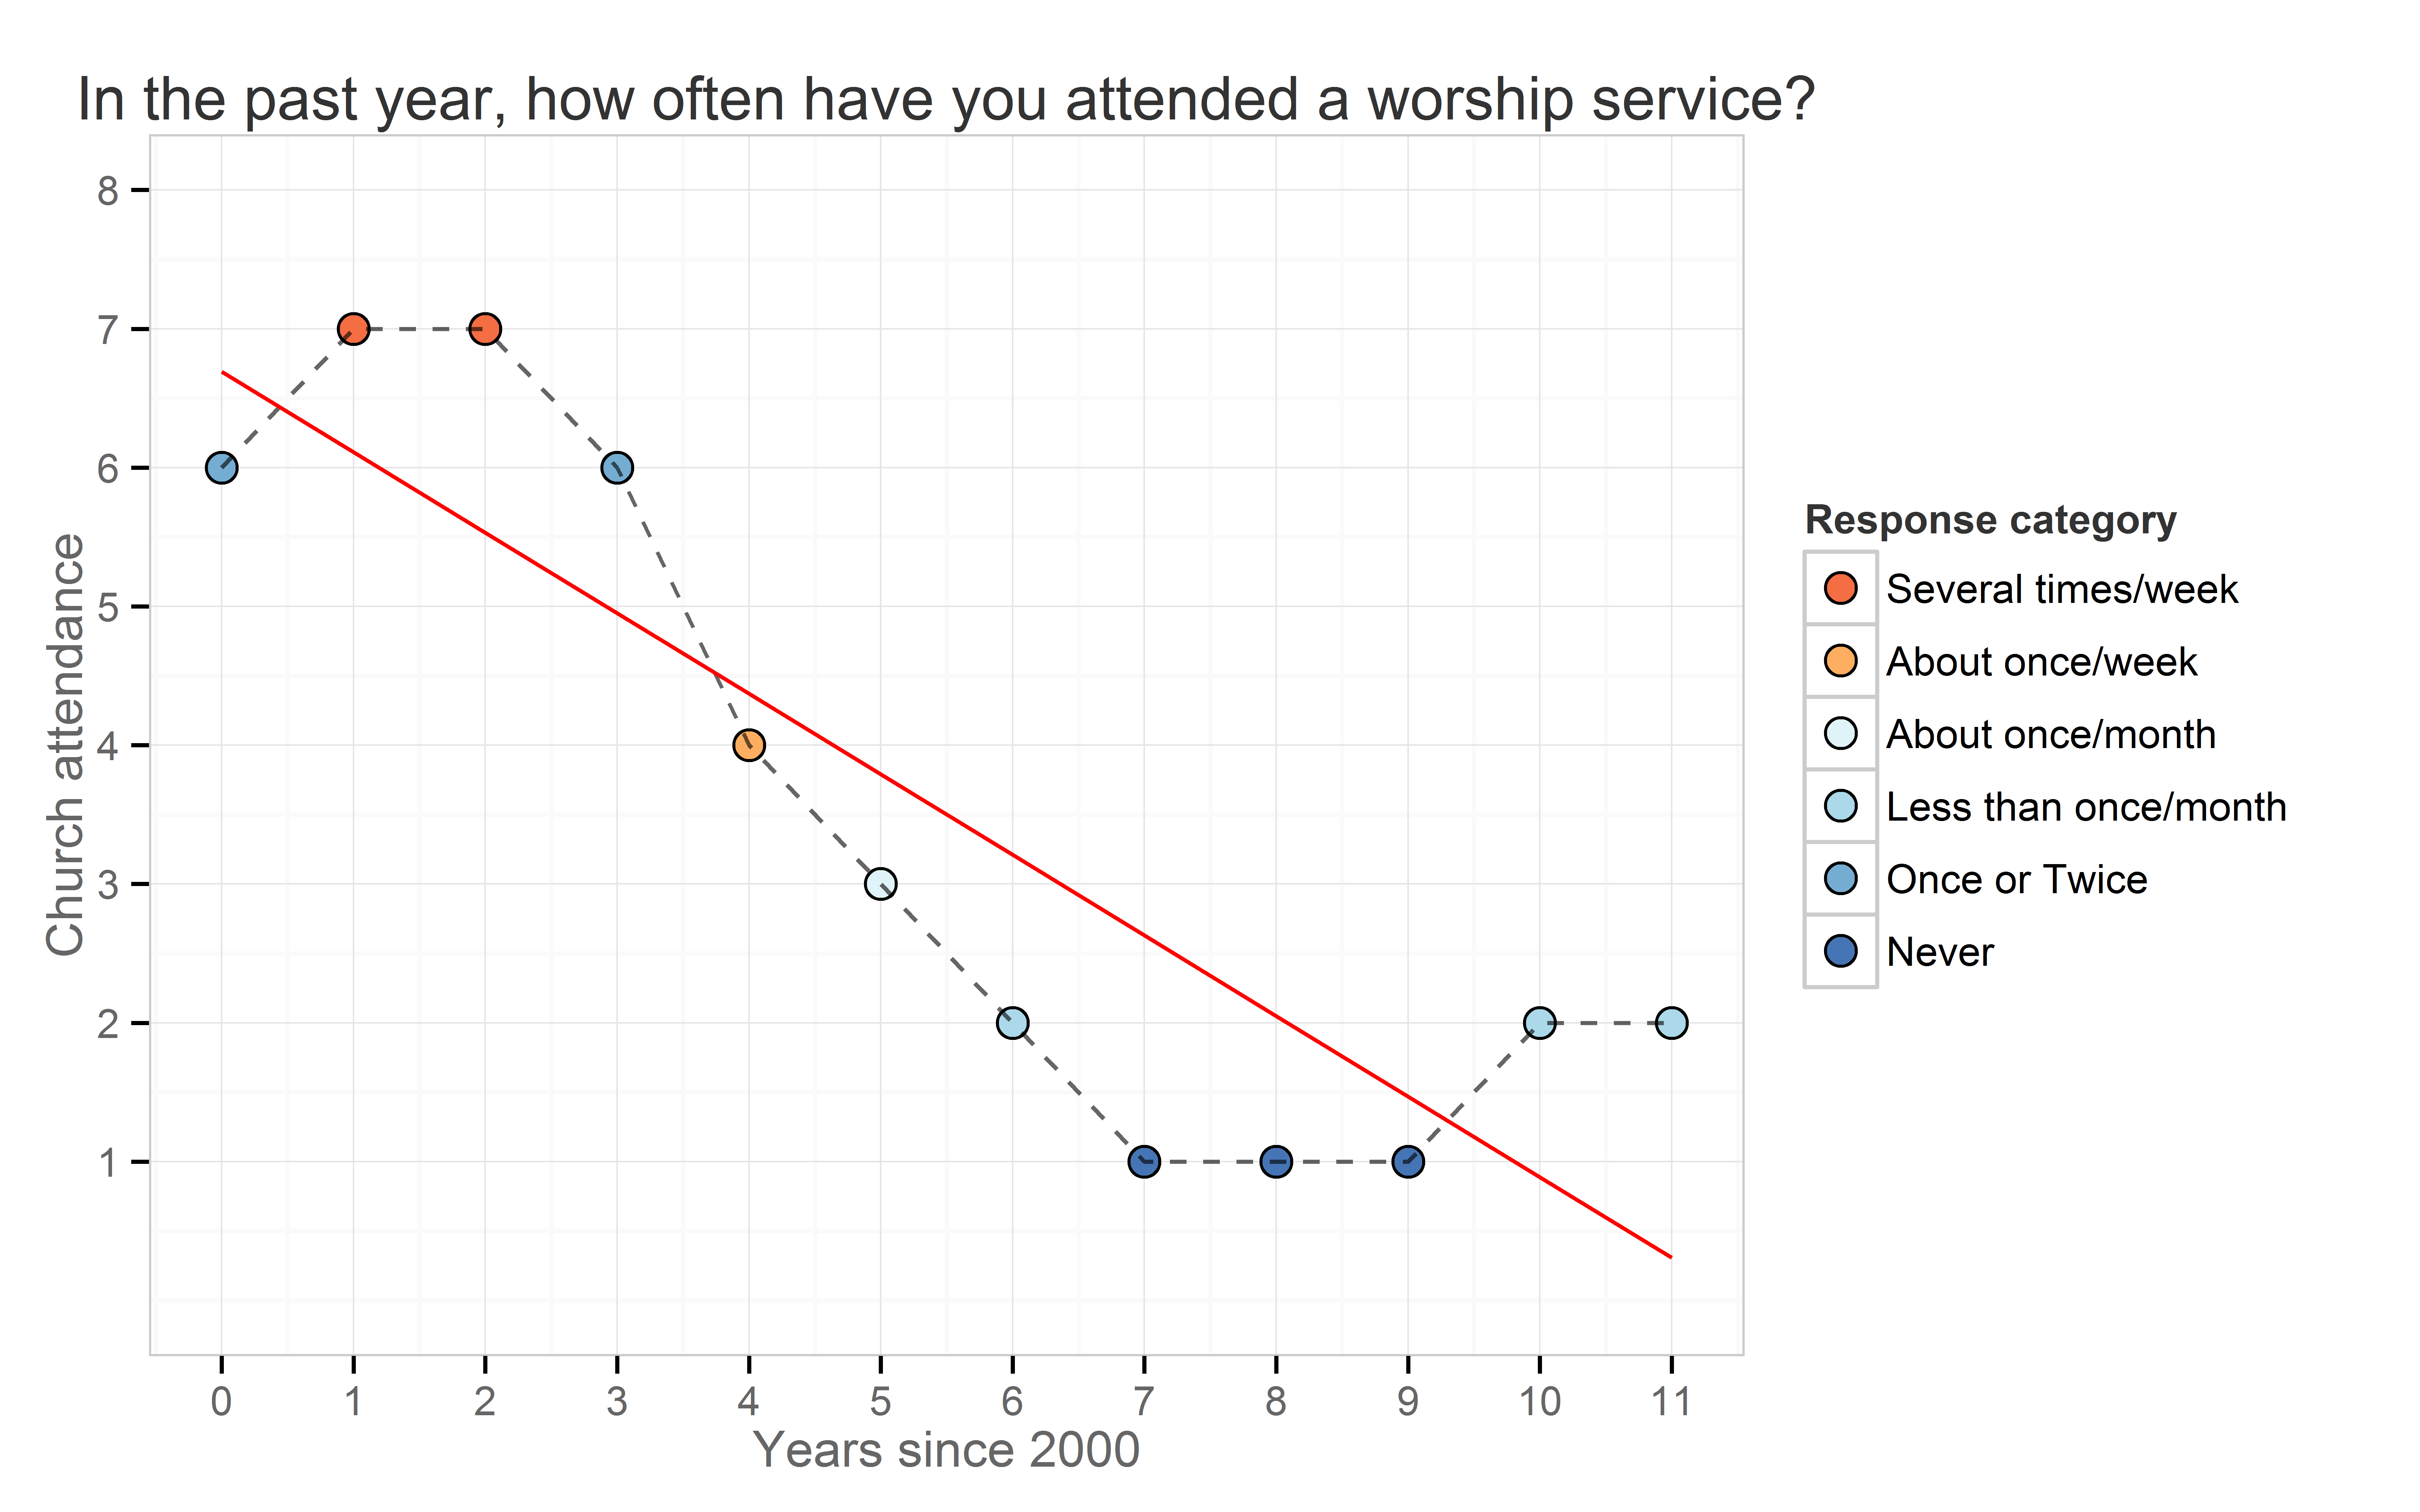 In the past year, how often have you attended a worship service?
Church attendance
8
7
6
5
4
3
2
1
0 1 2 3 4 5 6 7 8 9 10 11
Years since 2000
Response category
Several times/week
About once/week
About once/month
Less than once/month
Once or Twice
Never